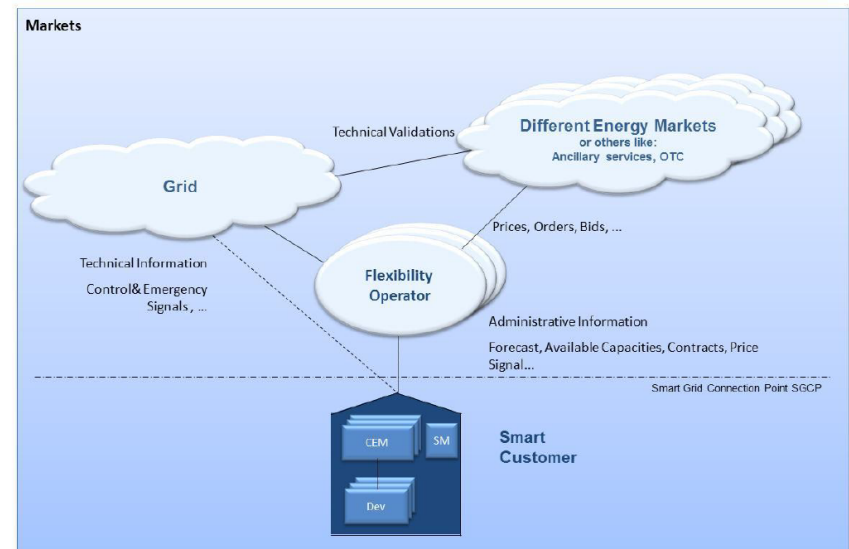 Markets
Technical Validations
Different Energy Markets
or others like:
Ancillary services, OTC
Grid
Prices, Orders, Bids, ...
Technical Information
Control& Emergency
Signals , ...
Flexibility
Operator
Administrative Information
Forecast, Available Capacities, Contracts, Price
Signal...
Smart Grid Connection Point SGCP
CEM
SM
Smart
Customer
Dev